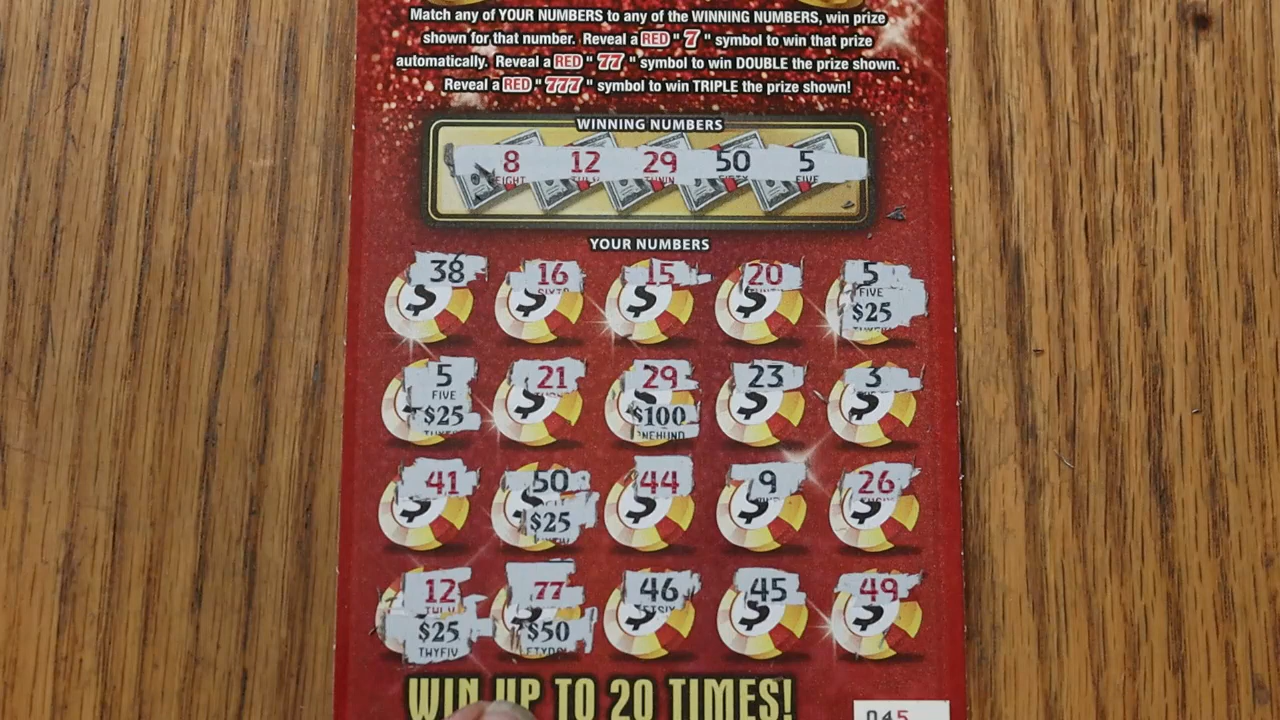 Match any of YOUR NUMBERS to any of the WINNING NUMBERS, win prize
shown for that number. Reveal a RED "7" symbol to win that prize
automatically. Reveal a RED "77" symbol to win DOUBLE the prize shown.
Reveal a RED "777" symbol to win TRIPLE the prize shown!
WINNING NUMBERS
8 12 29 50 5
EIGHT FIVE
YOUR NUMBERS
38 16 15 20 5
FIVE
$ $ $ $ $25
5 21 29 23 3
FIVE
$25 $ $100 $ $
41 50 44 9 26
$ $25 $ $ $
12 77 46 45 49
$25 $50 $ $ $
THYFIV
WIN UP TO 20 TIMES!
045